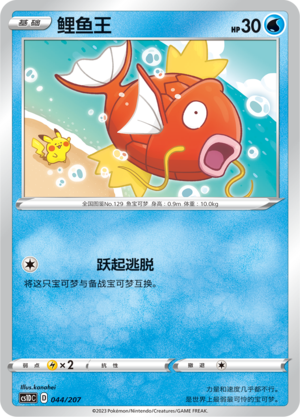 基础 鲤鱼王 HP 30
全国图鉴No.129 鱼宝可梦 身高:0.9m 体重:10.0kg
跃起逃脱
将这只宝可梦与备战宝可梦互换。
弱点 ×2 抗性 撤退
Illus.kanahei
cs10C D 044/207
力量和速度几乎都不行。
是世界上最弱最可怜的宝可梦。
©2023 Pokémon/Nintendo/Creatures/GAME FREAK.